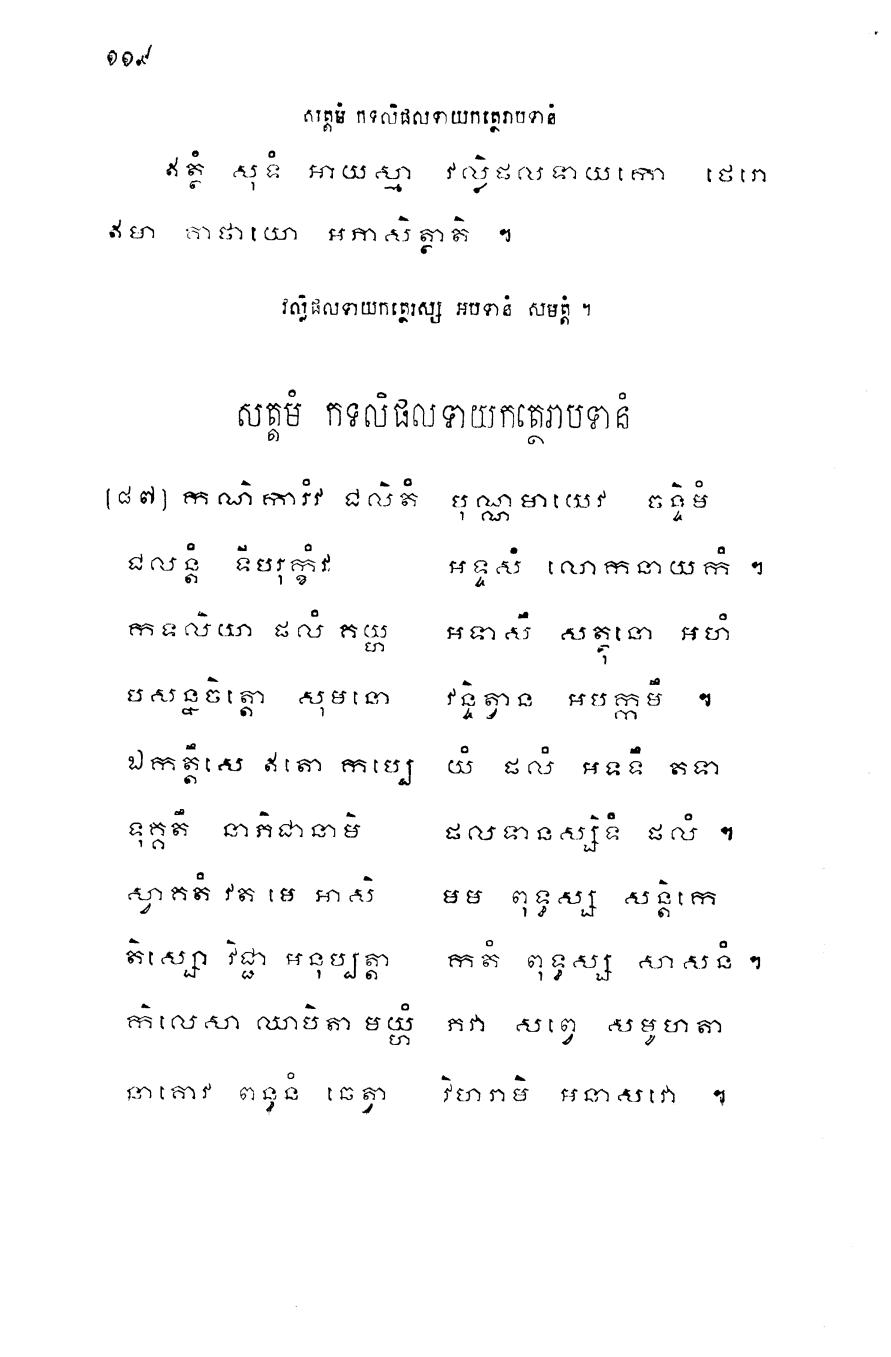 ១១៩
សត្តមំ កទលិផលទាយកត្ថេរាបទានំ
ឥត្ថំ សុទំ អាយស្មា វល្លិផលទាយកោ ថេរោ
ឥមា គាថាយោ អភាសិត្ថាតិ ។
វល្លិផលទាយកត្ថេរស្ស អបទានំ សមត្តំ ។
សត្តមំ កទលិផលទាយកត្ថេរាបទានំ
(៨៧) កណិការំវ ជលិតំ បុណ្ណមាយេវ ចន្ទិមំ
ជលន្តំ ទីបរុក្ខំវ អទ្ទសំ លោកនាយកំ ។
កទលិយា ផលំ គយ្ហ អទាសឹ សត្ថុនោ អហំ
បសន្នចិត្តោ សុមនោ វន្ទិត្វាន អបក្កមឹ ។
ឯកត្តឹសេ ឥតោ កប្បេ យំ ផលំ អទទឹ តទា
ទុគ្គតឹ នាភិជានាមិ ផលទានស្សិទំ ផលំ ។
ស្វាគតំ វត មេ អាសិ មម ពុទ្ធស្ស សន្តិកេ
តិស្សោ វិជ្ជា អនុប្បត្តា កតំ ពុទ្ធស្ស សាសនំ ។
កិលេសា ឈាបិតា មយ្ហំ ភវា សព្វេ សមូហតា
នាគោវ ពន្ធនំ ឆេត្វា វិហរាមិ អនាសវោ ។